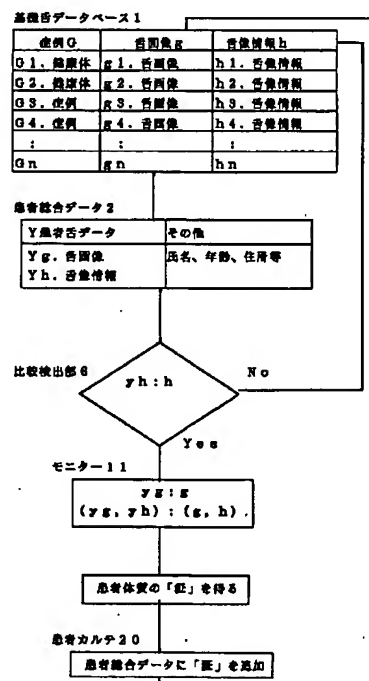 基礎舌データベース1
症例G 舌画像g 舌像情報h
G1．健康体 g1．舌画像 h1．舌像情報
G2．健康体 g2．舌画像 h2．舌像情報
G3．症例 g3．舌画像 h3．舌像情報
G4．症例 g4．舌画像 h4．舌像情報
： ： ：
Gn gn hn
患者総合データ2
Y患者舌データ その他
Yg．舌画像 氏名、年齢、住所等
Yh．舌像情報
比較検出部6
yh：h
No
Yes
モニター11
yg：g
(yg，yh)：(g，h)
患者体質の「証」を得る
患者カルテ20
患者総合データに「証」を追加